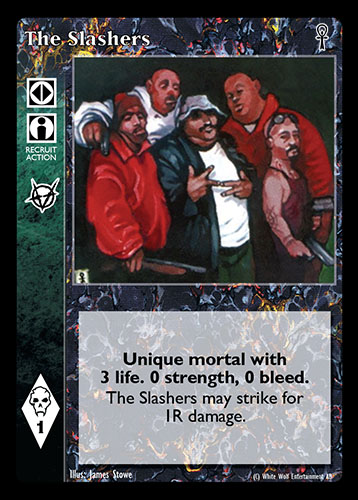 The Slashers
RECRUIT
ACTION
Unique mortal with
3 life. 0 strength, 0 bleed.
The Slashers may strike for
1R damage.
1
Illus: James Stowe
(C) White Wolf Entertainment AB